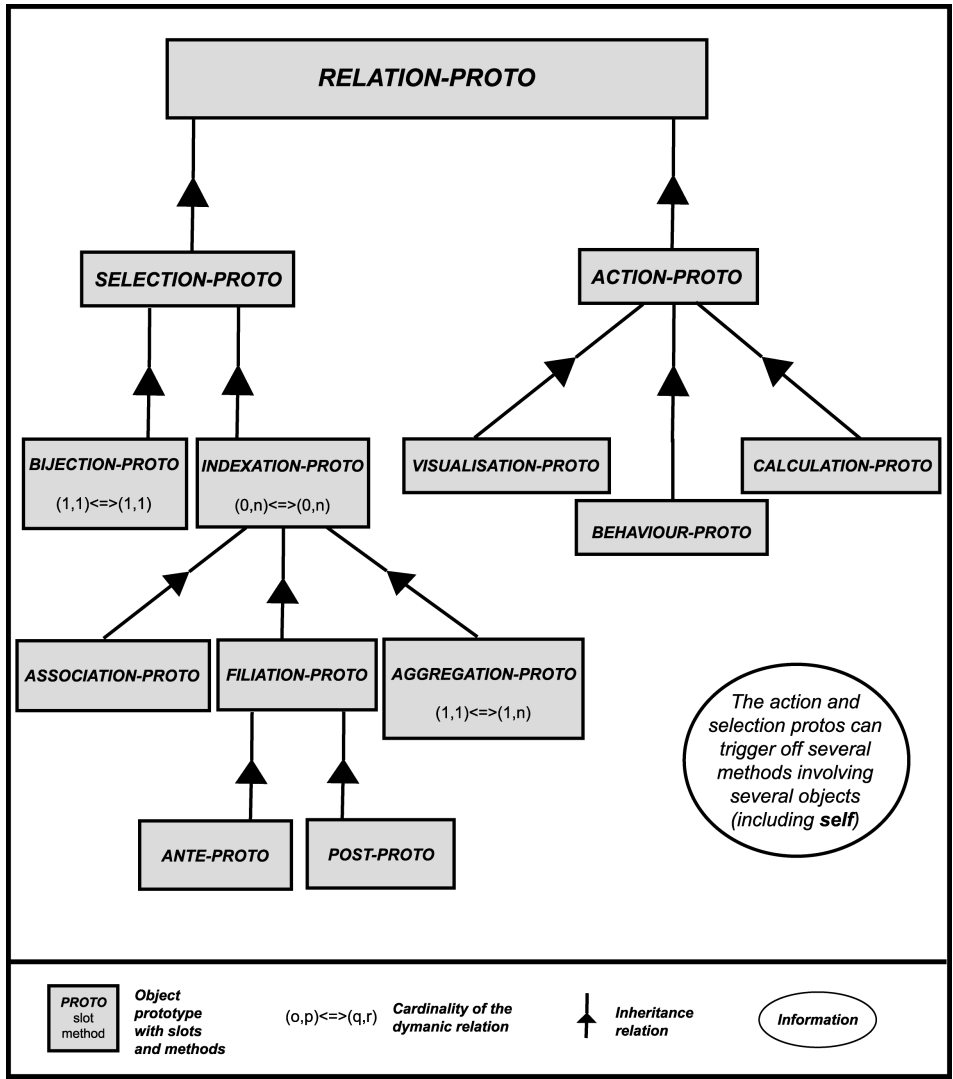 RELATION-PROTO
SELECTION-PROTO
ACTION-PROTO
BIJECTION-PROTO
(1,1)<=>(1,1)
INDEXATION-PROTO
(0,n)<=>(0,n)
VISUALISATION-PROTO
CALCULATION-PROTO
BEHAVIOUR-PROTO
ASSOCIATION-PROTO
FILIATION-PROTO
AGGREGATION-PROTO
(1,1)<=>(1,n)
The action and
selection protos can
trigger off several
methods involving
several objects
(including self)
ANTE-PROTO
POST-PROTO
PROTO
slot
method
Object
prototype
with slots
and methods
(o,p)<=>(q,r)
Cardinality of the
dymanic relation
Inheritance
relation
Information